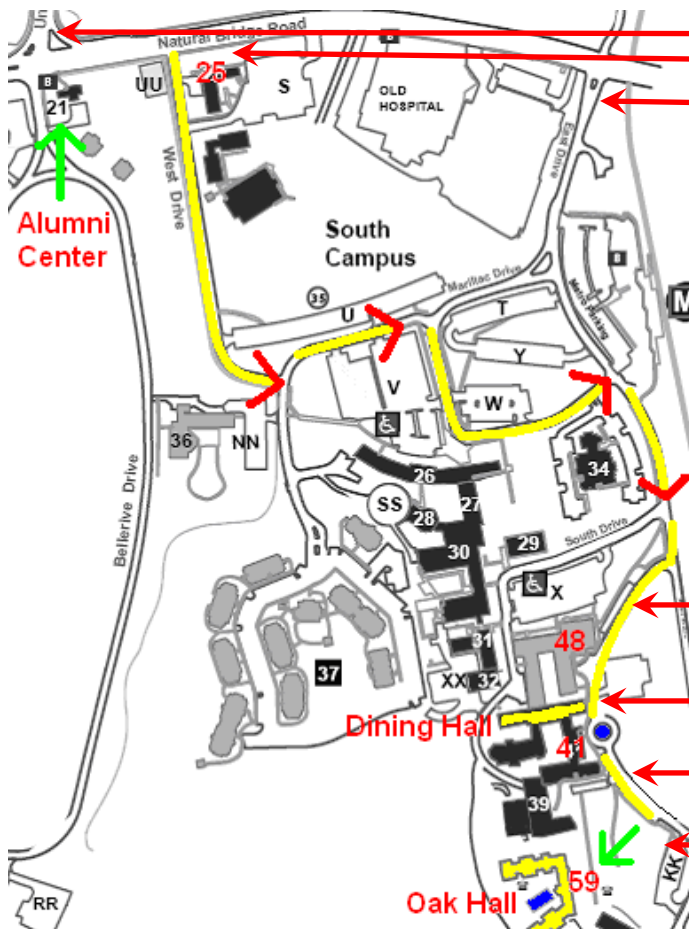 Natural Bridge Road
B
B
25
UU
S
21
OLD
HOSPITAL
East Drive
West Drive
Alumni
Center
South
Campus
B
35
U
Marillac Drive
Metro Parking
M
T
Y
V
W
36
NN
26
34
27
SS
28
Bellerive Drive
29
South Drive
30
X
31
48
37
XX
32
Dining Hall
41
39
KK
59
Oak Hall
RR